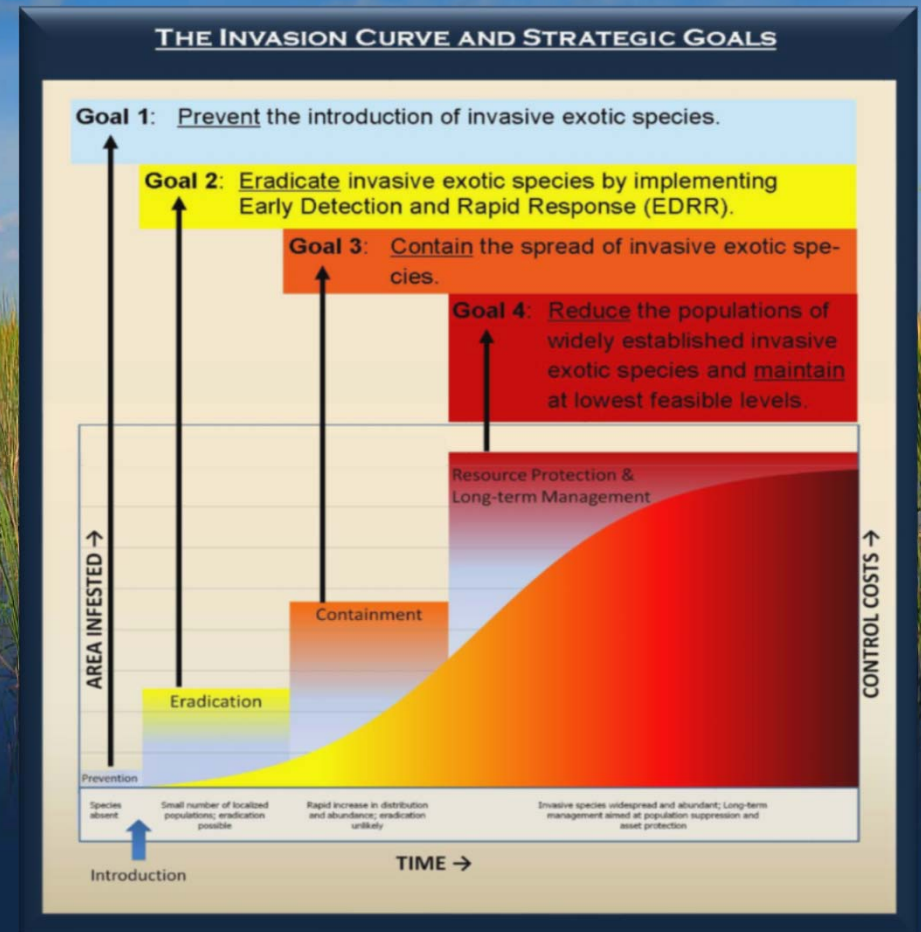 THE INVASION CURVE AND STRATEGIC GOALS
Goal 1: Prevent the introduction of invasive exotic species.
Goal 2: Eradicate invasive exotic species by implementing
Early Detection and Rapid Response (EDRR).
Goal 3: Contain the spread of invasive exotic spe-
cies.
Goal 4: Reduce the populations of
widely established invasive
exotic species and maintain
at lowest feasible levels.
Resource Protection &
Long-term Management
Containment
Eradication
Prevention
AREA INFESTED →
CONTROL COSTS →
Species
absent
Small number of localized
populations; eradication
possible
Rapid increase in distribution
and abundance; eradication
unlikely
Invasive species widespread and abundant; Long-term
management aimed at population suppression and
asset protection
TIME →
Introduction